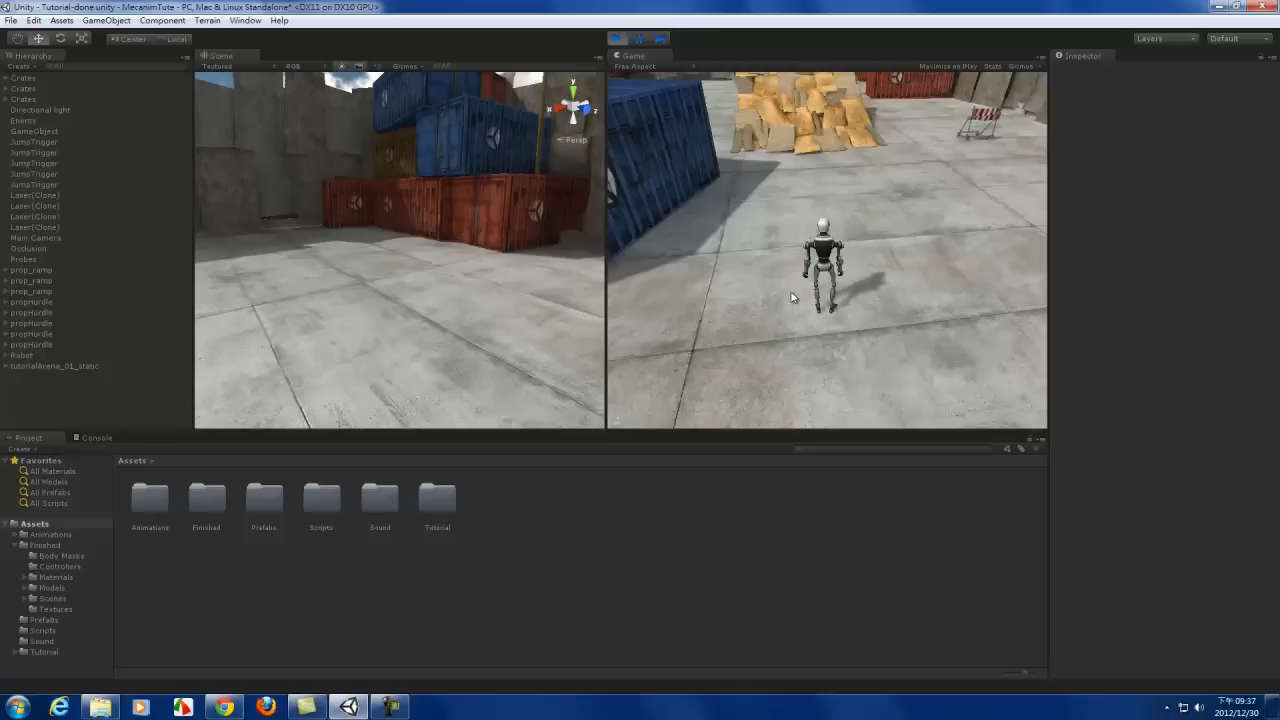 Unity - Tutorial-done.unity - MecanimTute - PC, Mac & Linux Standalone* <DX11 on DX10 GPU>
File Edit Assets GameObject Component Terrain Window Help
Center Local Layers Default
Hierarchy Scene Game Inspector
Create Textured RGB Gizmos Free Aspect Maximize on Play Stats Gizmos
Crates
Crates
Crates
Directional light
Enemy
GameObject
JumpTrigger
JumpTrigger
JumpTrigger
JumpTrigger
JumpTrigger
Laser(Clone)
Laser(Clone)
Laser(Clone)
Laser(Clone)
Main Camera
Occlusion
Probes
prop_ramp
prop_ramp
prop_ramp
propHurdle
propHurdle
propHurdle
propHurdle
propHurdle
Robot
tutorialArena_01_static
y
x
z
Persp
Project Console
Create
Favorites
All Materials
All Models
All Prefabs
All Scripts
Assets
Animations
Finished
Body Masks
Controllers
Materials
Models
Scenes
Textures
Prefabs
Scripts
Sound
Tutorial
Assets
Animations Finished Prefabs Scripts Sound Tutorial
下午 09:37
2012/12/30